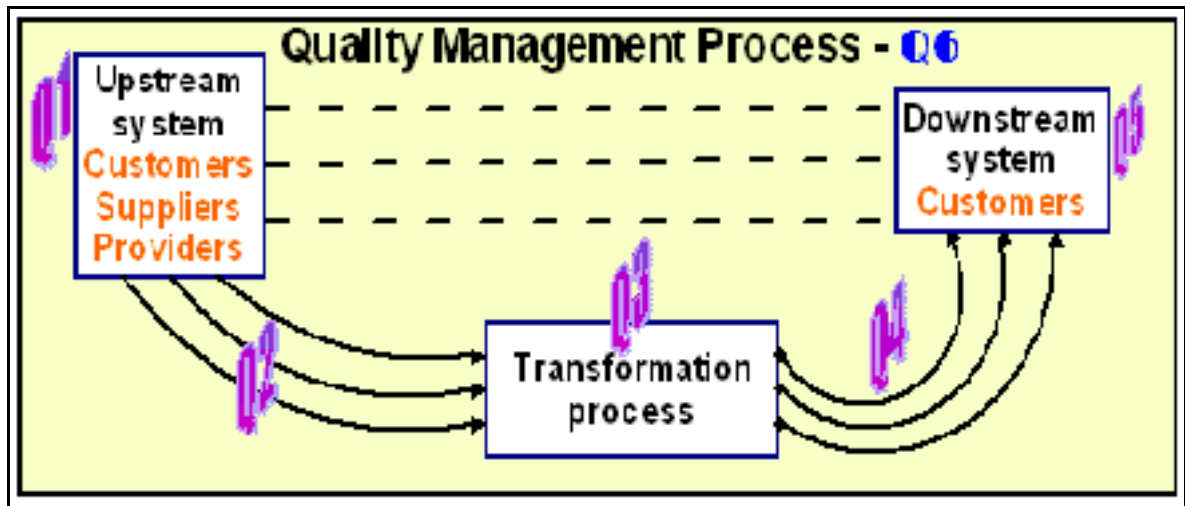 Quality Management Process - Q6
Q1
Upstream
system
Customers
Suppliers
Providers
Downstream
system
Customers
Q5
Q2
Q3
Transformation
process
Q4